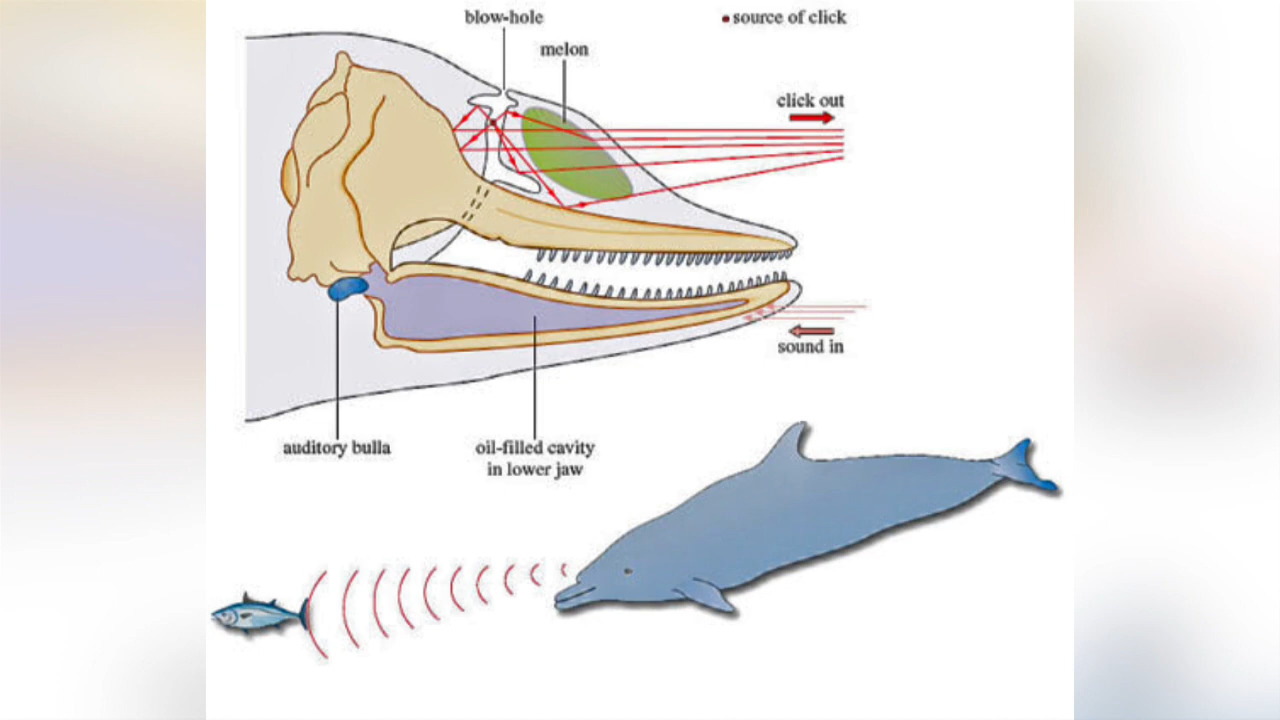 blow-hole
source of click
melon
click out
sound in
auditory bulla
oil-filled cavity
in lower jaw